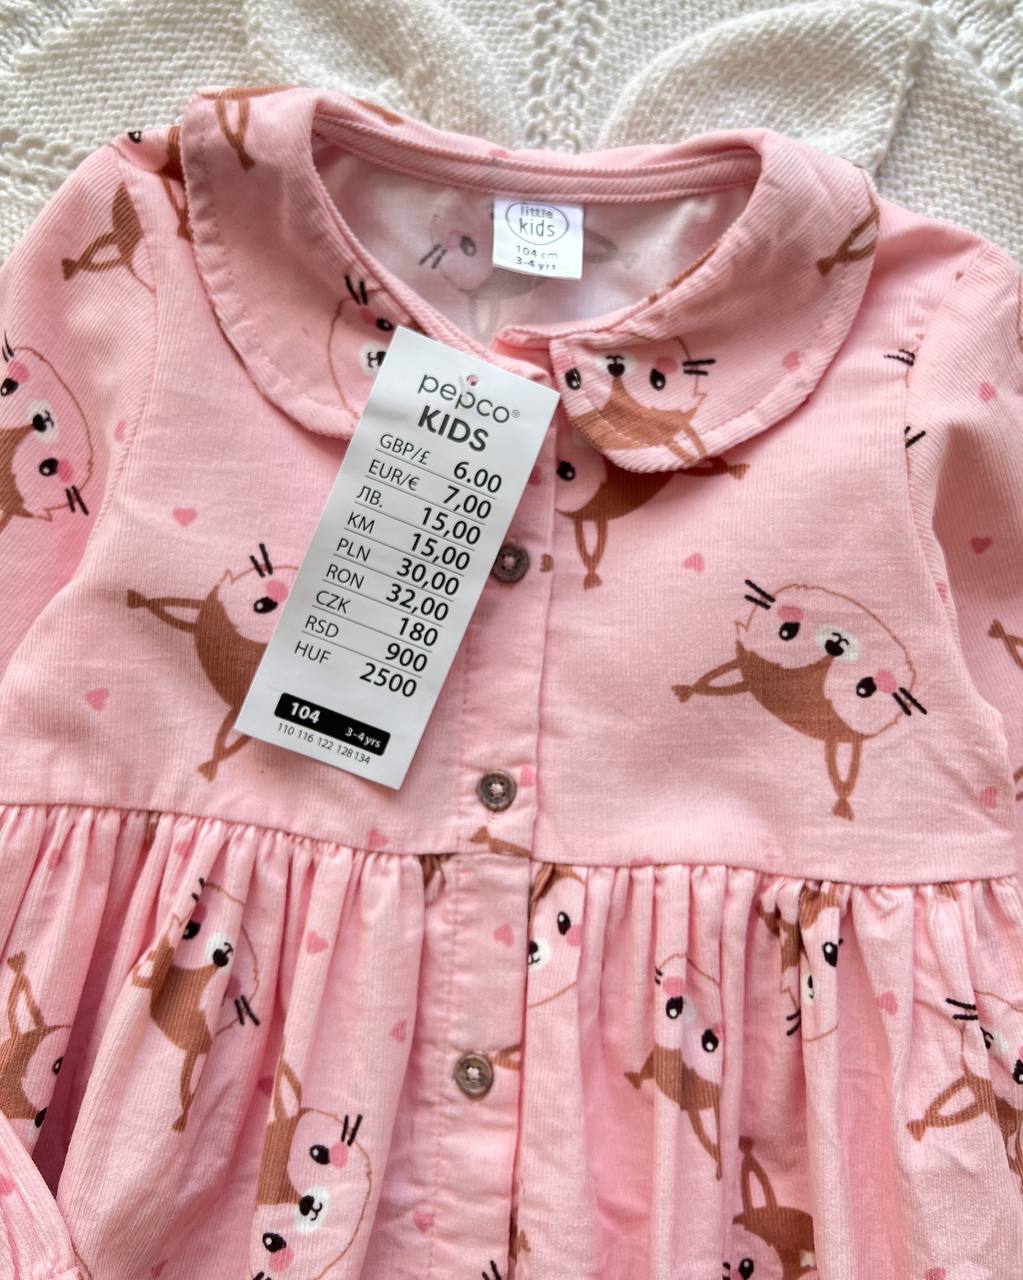 little
kids
104 cm
3-4 yrs
pepco®
KIDS
GBP/£ 6.00
EUR/€ 7,00
ЛВ. 15,00
KM 15,00
PLN 30,00
RON 32,00
CZK 180
RSD 900
HUF 2500
104 3-4 yrs
110 116 122 128 134